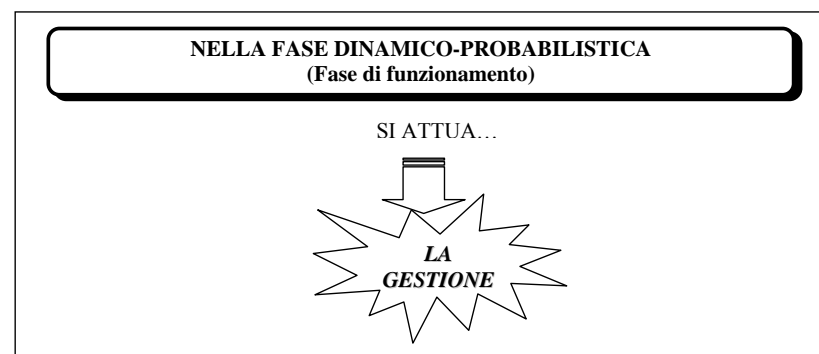 NELLA FASE DINAMICO-PROBABILISTICA
(Fase di funzionamento)
SI ATTUA…
LA
GESTIONE